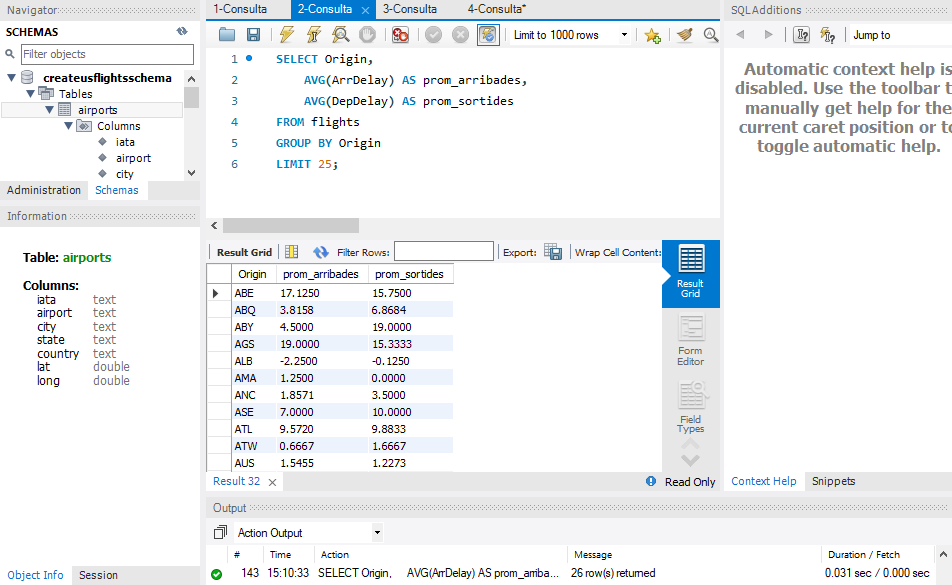 Navigator
SCHEMAS
Filter objects
createusflightsschema
Tables
airports
Columns
iata
airport
city
Administration Schemas
Information
Table: airports
Columns:
iata text
airport text
city text
state text
country text
lat double
long double
Object Info Session
1-Consulta 2-Consulta 3-Consulta 4-Consulta*
Limit to 1000 rows
1 SELECT Origin,
2 AVG(ArrDelay) AS prom_arribades,
3 AVG(DepDelay) AS prom_sortides
4 FROM flights
5 GROUP BY Origin
6 LIMIT 25;
Result Grid Filter Rows: Export: Wrap Cell Content:
Origin prom_arribades prom_sortides
ABE 17.1250 15.7500
ABQ 3.8158 6.8684
ABY 4.5000 19.0000
AGS 19.0000 15.3333
ALB -2.2500 -0.1250
AMA 1.2500 0.0000
ANC 1.8571 3.5000
ASE 7.0000 10.0000
ATL 9.5720 9.8833
ATW 0.6667 1.6667
AUS 1.5455 1.2273
Result
Grid
Form
Editor
Field
Types
Result 32 Read Only
SQLAdditions
Jump to
Automatic context help is
disabled. Use the toolbar t
manually get help for the
current caret position or to
toggle automatic help.
Context Help Snippets
Output
Action Output
# Time Action Message Duration / Fetch
143 15:10:33 SELECT Origin, AVG(ArrDelay) AS prom_arriba... 26 row(s) returned 0.031 sec / 0.000 sec